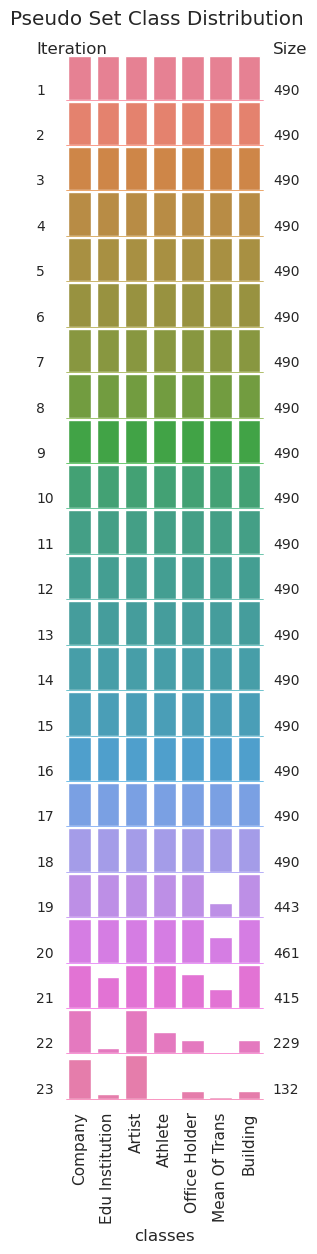 Pseudo Set Class Distribution
Iteration Size
1 490
2 490
3 490
4 490
5 490
6 490
7 490
8 490
9 490
10 490
11 490
12 490
13 490
14 490
15 490
16 490
17 490
18 490
19 443
20 461
21 415
22 229
23 132
Company
Edu Institution
Artist
Athlete
Office Holder
Mean Of Trans
Building
classes